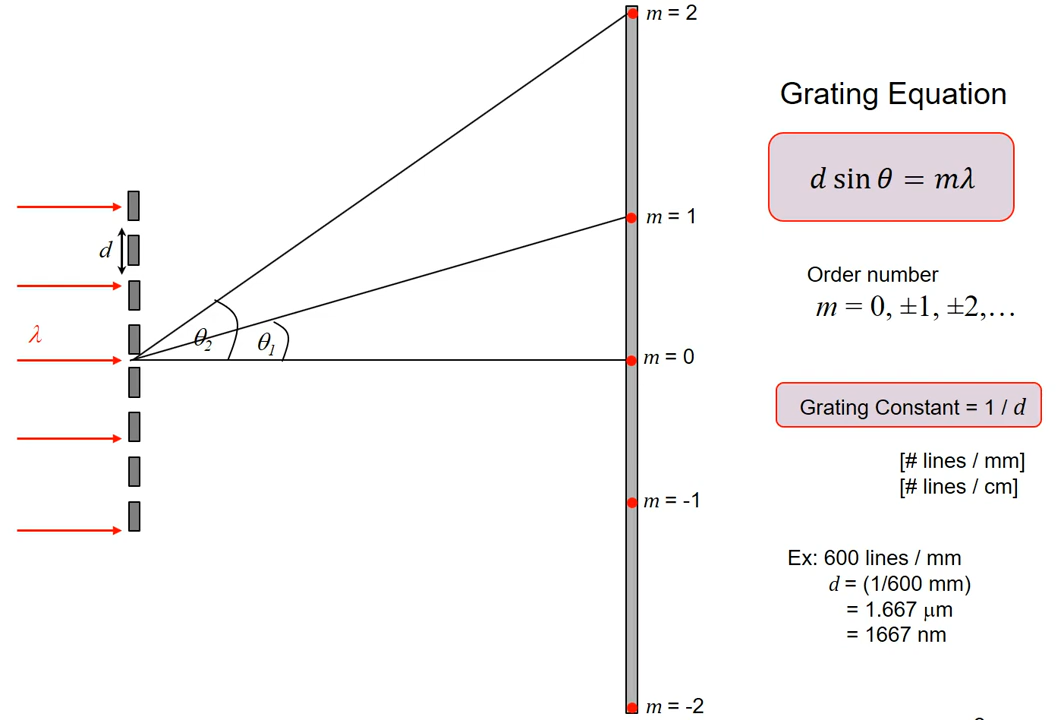 m = 2
Grating Equation
d sin θ = mλ
m = 1
d
Order number
m = 0, ±1, ±2,…
λ
θ₂
θ₁
m = 0
Grating Constant = 1 / d
[# lines / mm]
[# lines / cm]
m = -1
Ex: 600 lines / mm
d = (1/600 mm)
= 1.667 μm
= 1667 nm
m = -2